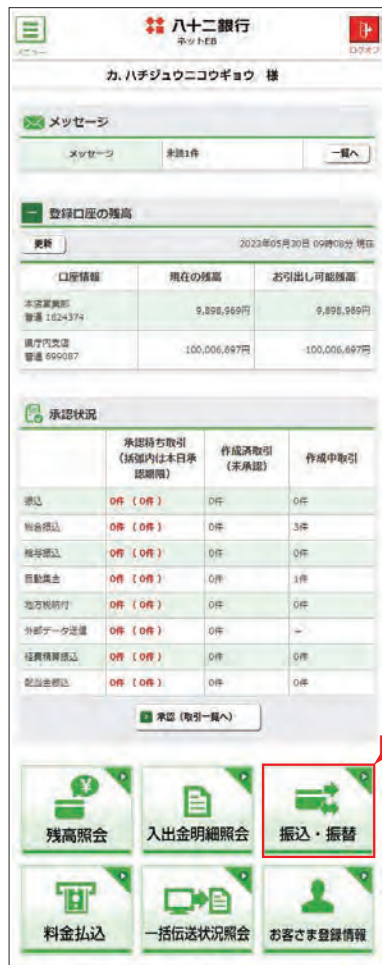 メニュー
八十二銀行
ネットEB
ログオフ
カ.ハチジュウニコウギョウ 様
メッセージ
メッセージ 未読1件 一覧へ
登録口座の残高
更新 2023年05月30日 09時08分 現在
口座情報 現在の残高 お引出し可能残高
本店営業部
普通 1624374 9,898,969円 9,898,969円
県庁内支店
普通 699087 100,006,697円 100,006,697円
承認状況
承認待ち取引
(括弧内は本日承
認期限) 作成済取引
(未承認) 作成中取引
振込 0件 (0件) 0件 0件
総合振込 0件 (0件) 0件 3件
給与振込 0件 (0件) 0件 0件
自動集金 0件 (0件) 0件 1件
地方税納付 0件 (0件) 0件 0件
外部データ送信 0件 (0件) 0件 -
経費精算振込 0件 (0件) 0件 0件
配当金振込 0件 (0件) 0件 0件
承認(取引一覧へ)
残高照会 入出金明細照会 振込・振替
料金払込 一括伝送状況照会 お客さま登録情報